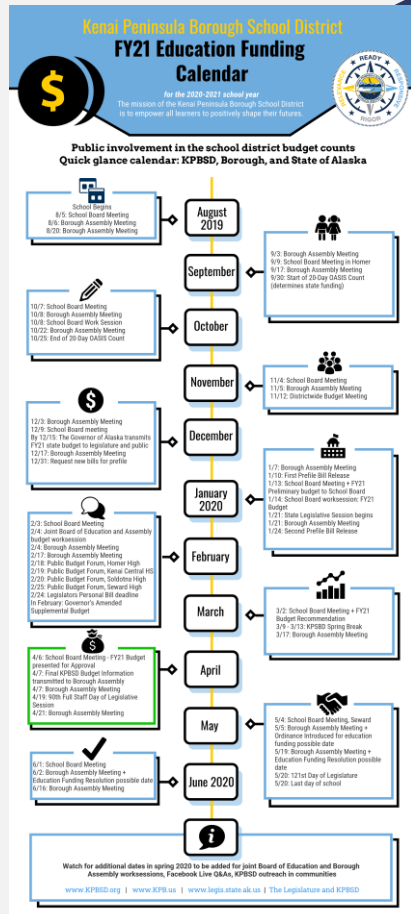 Kenai Peninsula Borough School District
FY21 Education Funding
Calendar
for the 2020-2021 school year
The mission of the Kenai Peninsula Borough School District
is to empower all learners to positively shape their futures.
$
READY
RELEVANCE
RESPONSIVE
RIGOR
Public involvement in the school district budget counts
Quick glance calendar: KPBSD, Borough, and State of Alaska
August
2019
School Begins
8/5: School Board Meeting
8/6: Borough Assembly Meeting
8/20: Borough Assembly Meeting
September
9/3: Borough Assembly Meeting
9/9: School Board Meeting in Homer
9/17: Borough Assembly Meeting
9/30: Start of 20-Day OASIS Count
(determines state funding)
October
10/7: School Board Meeting
10/8: Borough Assembly Meeting
10/8: School Board Work Session
10/22: Borough Assembly Meeting
10/25: End of 20-Day OASIS Count
November
11/4: School Board Meeting
11/5: Borough Assembly Meeting
11/12: Districtwide Budget Meeting
December
$
12/3: Borough Assembly Meeting
12/9: School Board meeting
By 12/15: The Governor of Alaska transmits
FY21 state budget to legislature and public
12/17: Borough Assembly Meeting
12/31: Request new bills for prefile
January
2020
1/7: Borough Assembly Meeting
1/10: First Prefile Bill Release
1/13: School Board Meeting + FY21
Preliminary budget to School Board
1/14: School Board worksession: FY21
Budget
1/21: State Legislative Session begins
1/21: Borough Assembly Meeting
1/24: Second Prefile Bill Release
February
2/3: School Board Meeting
2/4: Joint Board of Education and Assembly
budget worksession
2/4: Borough Assembly Meeting
2/17: Borough Assembly Meeting
2/18: Public Budget Forum, Homer High
2/19: Public Budget Forum, Kenai Central HS
2/20: Public Budget Forum, Soldotna High
2/25: Public Budget Forum, Seward High
2/24: Legislators Personal Bill deadline
In February: Governor's Amended
Supplemental Budget
March
3/2: School Board Meeting + FY21
Budget Recommendation
3/9 - 3/13: KPSBD Spring Break
3/17: Borough Assembly Meeting
April
$
4/6: School Board Meeting - FY21 Budget
presented for Approval
4/7: Final KPBSD Budget Information
transmitted to Borough Assembly
4/7: Borough Assembly Meeting
4/19: 90th Full Staff Day of Legislative
Session
4/21: Borough Assembly Meeting
May
5/4: School Board Meeting, Seward
5/5: Borough Assembly Meeting +
Ordinance Introduced for education
funding possible date
5/19: Borough Assembly Meeting +
Education Funding Resolution possible
date
5/20: 121st Day of Legislature
5/20: Last day of school
June 2020
6/1: School Board Meeting
6/2: Borough Assembly Meeting +
Education Funding Resolution possible date
6/16: Borough Assembly Meeting
i
Watch for additional dates in spring 2020 to be added for joint Board of Education and Borough
Assembly worksessions, Facebook Live Q&As, KPBSD outreach in communities
www.KPBSD.org | www.KPB.us | www.legis.state.ak.us | The Legislature and KPBSD